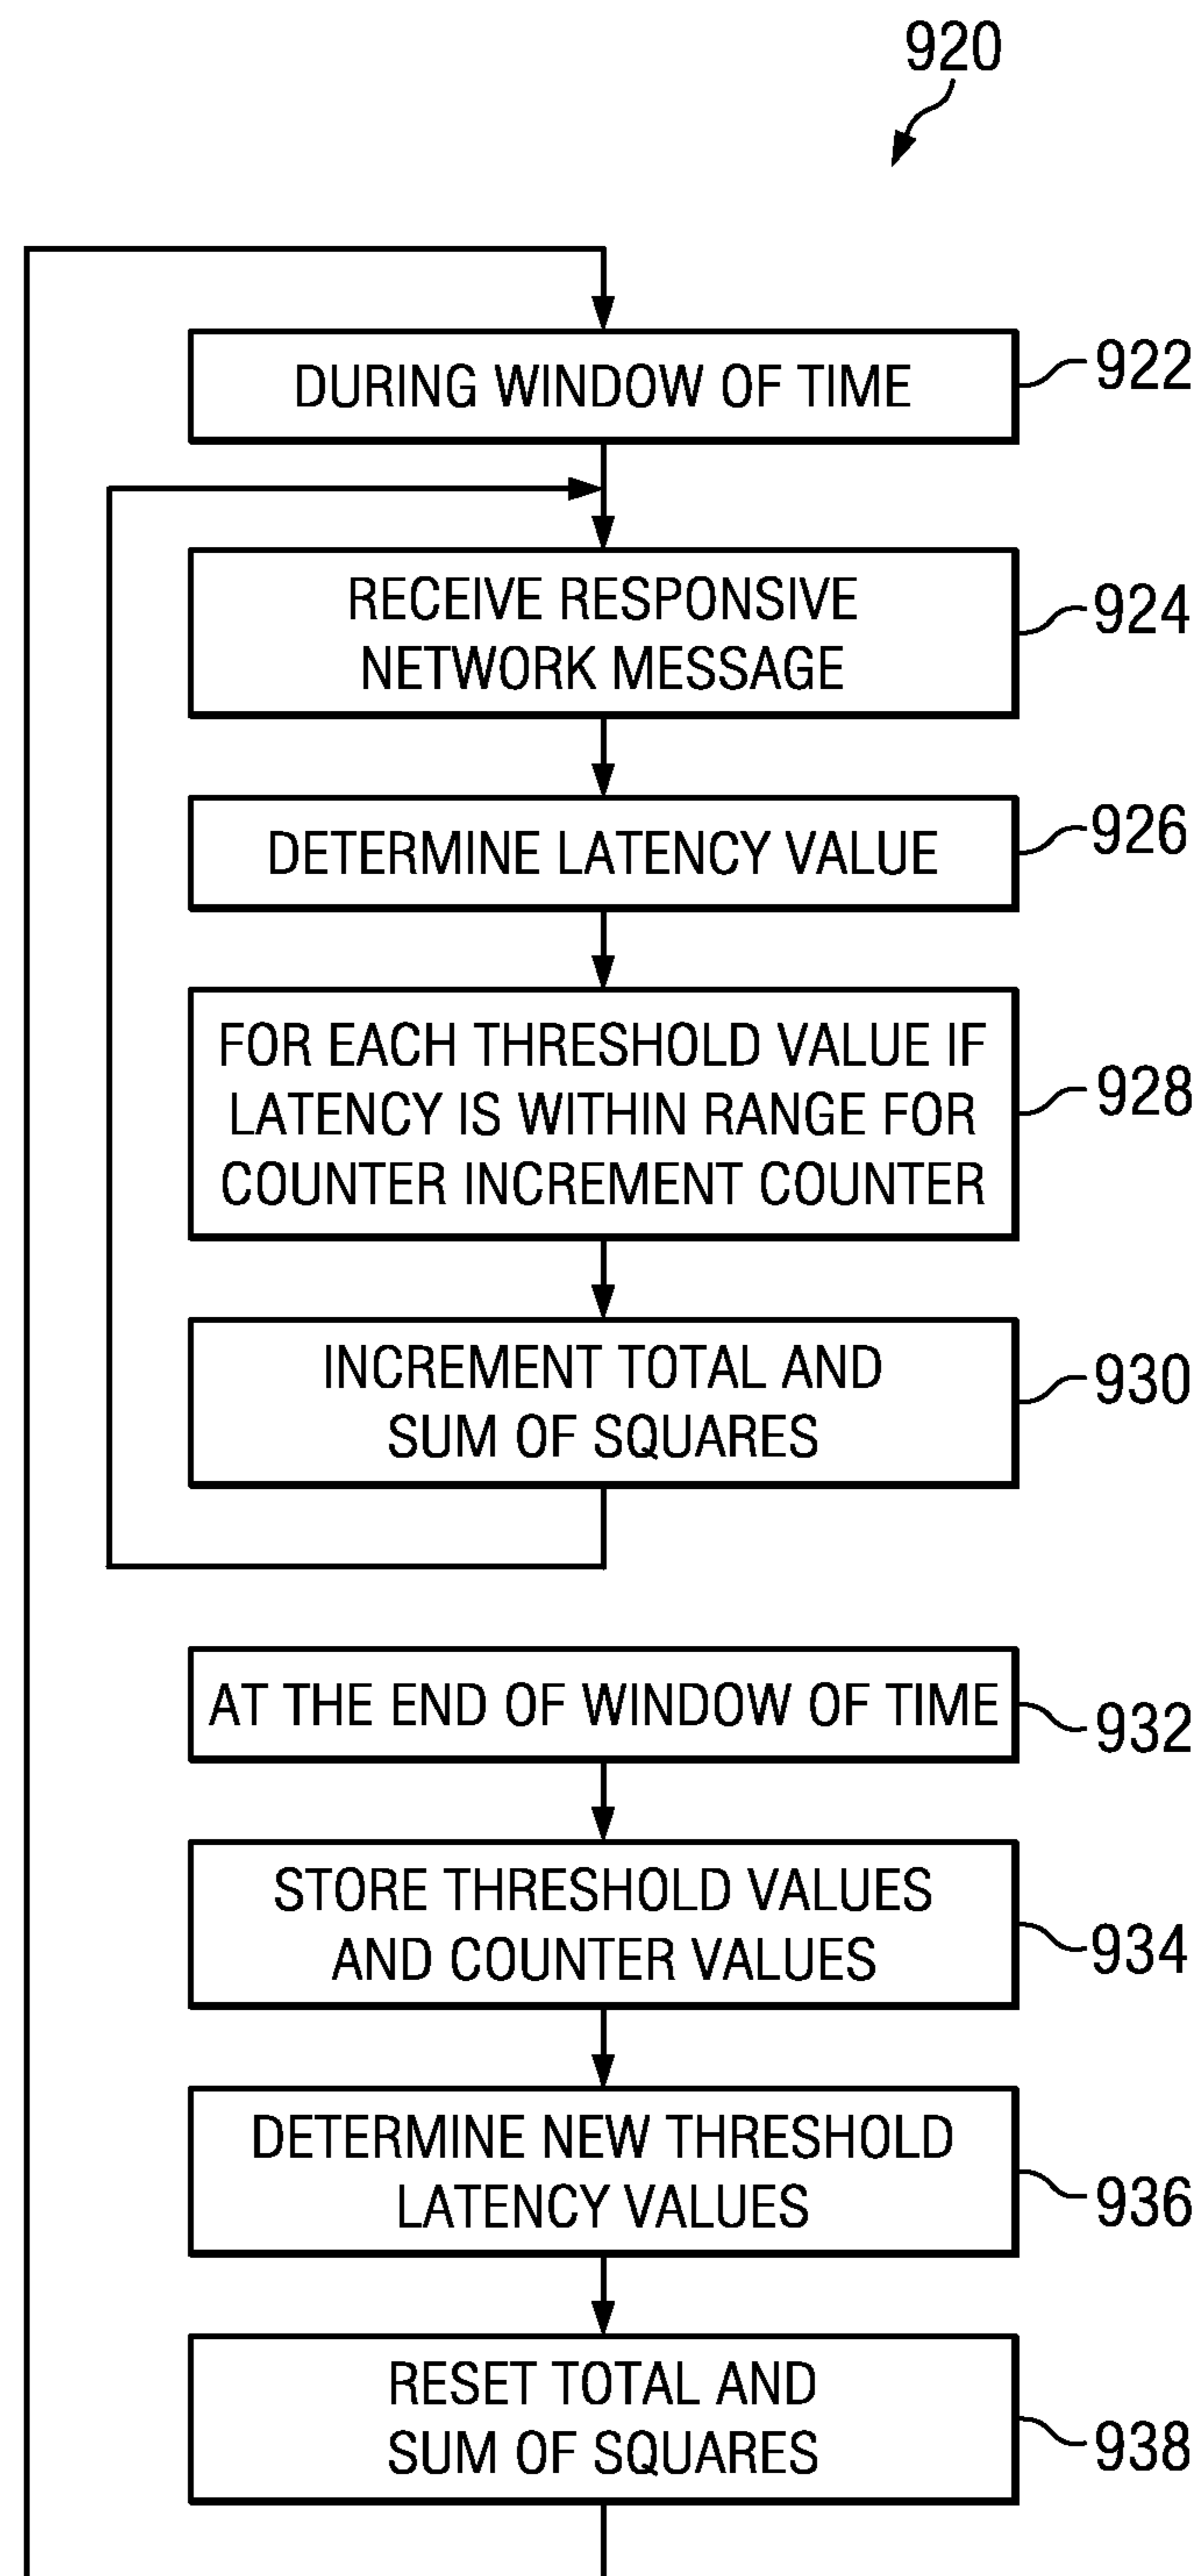 920
DURING WINDOW OF TIME
922
RECEIVE RESPONSIVE
NETWORK MESSAGE
924
DETERMINE LATENCY VALUE
926
FOR EACH THRESHOLD VALUE IF
LATENCY IS WITHIN RANGE FOR
COUNTER INCREMENT COUNTER
928
INCREMENT TOTAL AND
SUM OF SQUARES
930
AT THE END OF WINDOW OF TIME
932
STORE THRESHOLD VALUES
AND COUNTER VALUES
934
DETERMINE NEW THRESHOLD
LATENCY VALUES
936
RESET TOTAL AND
SUM OF SQUARES
938